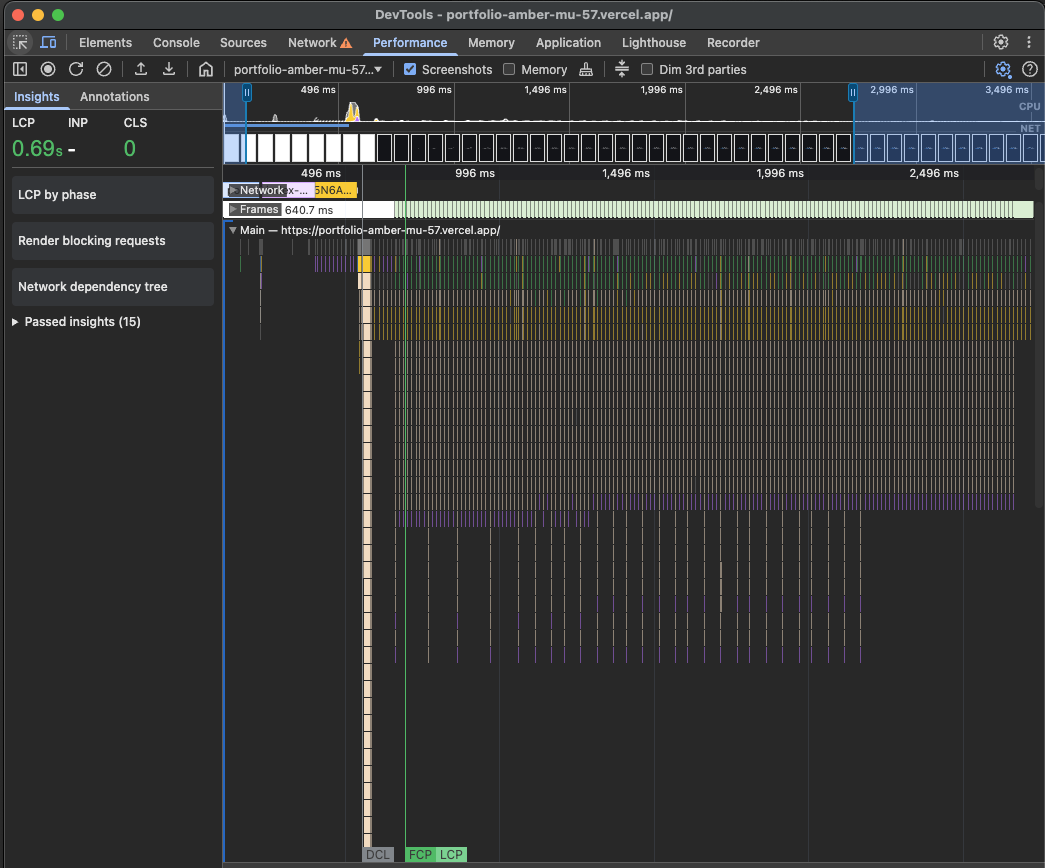 DevTools - portfolio-amber-mu-57.vercel.app/
Elements Console Sources Network Performance Memory Application Lighthouse Recorder
portfolio-amber-mu-57...▼ Screenshots Memory Dim 3rd parties
Insights Annotations
LCP INP CLS
0.69s - 0
LCP by phase
Render blocking requests
Network dependency tree
Passed insights (15)
496 ms 996 ms 1,496 ms 1,996 ms 2,496 ms 2,996 ms 3,496 ms
CPU
NET
496 ms 996 ms 1,496 ms 1,996 ms 2,496 ms
Network x-... 5N6A...
Frames 640.7 ms
Main — https://portfolio-amber-mu-57.vercel.app/
DCL FCP LCP